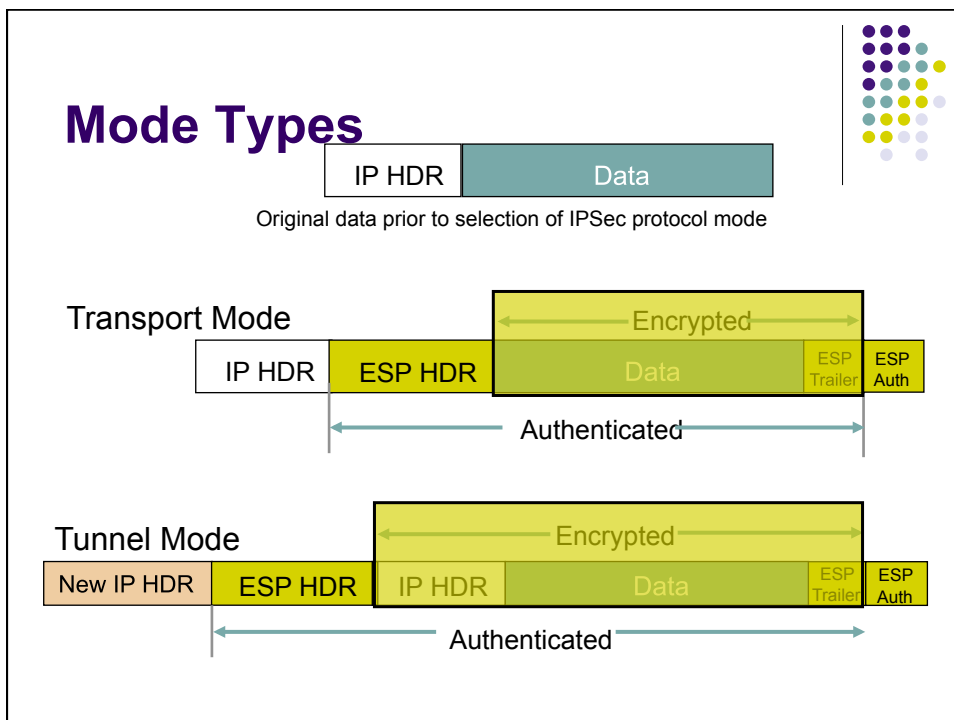 Mode Types
IP HDR Data
Original data prior to selection of IPSec protocol mode
Transport Mode
Encrypted
IP HDR ESP HDR Data ESP Trailer ESP Auth
Authenticated
Tunnel Mode
Encrypted
New IP HDR ESP HDR IP HDR Data ESP Trailer ESP Auth
Authenticated